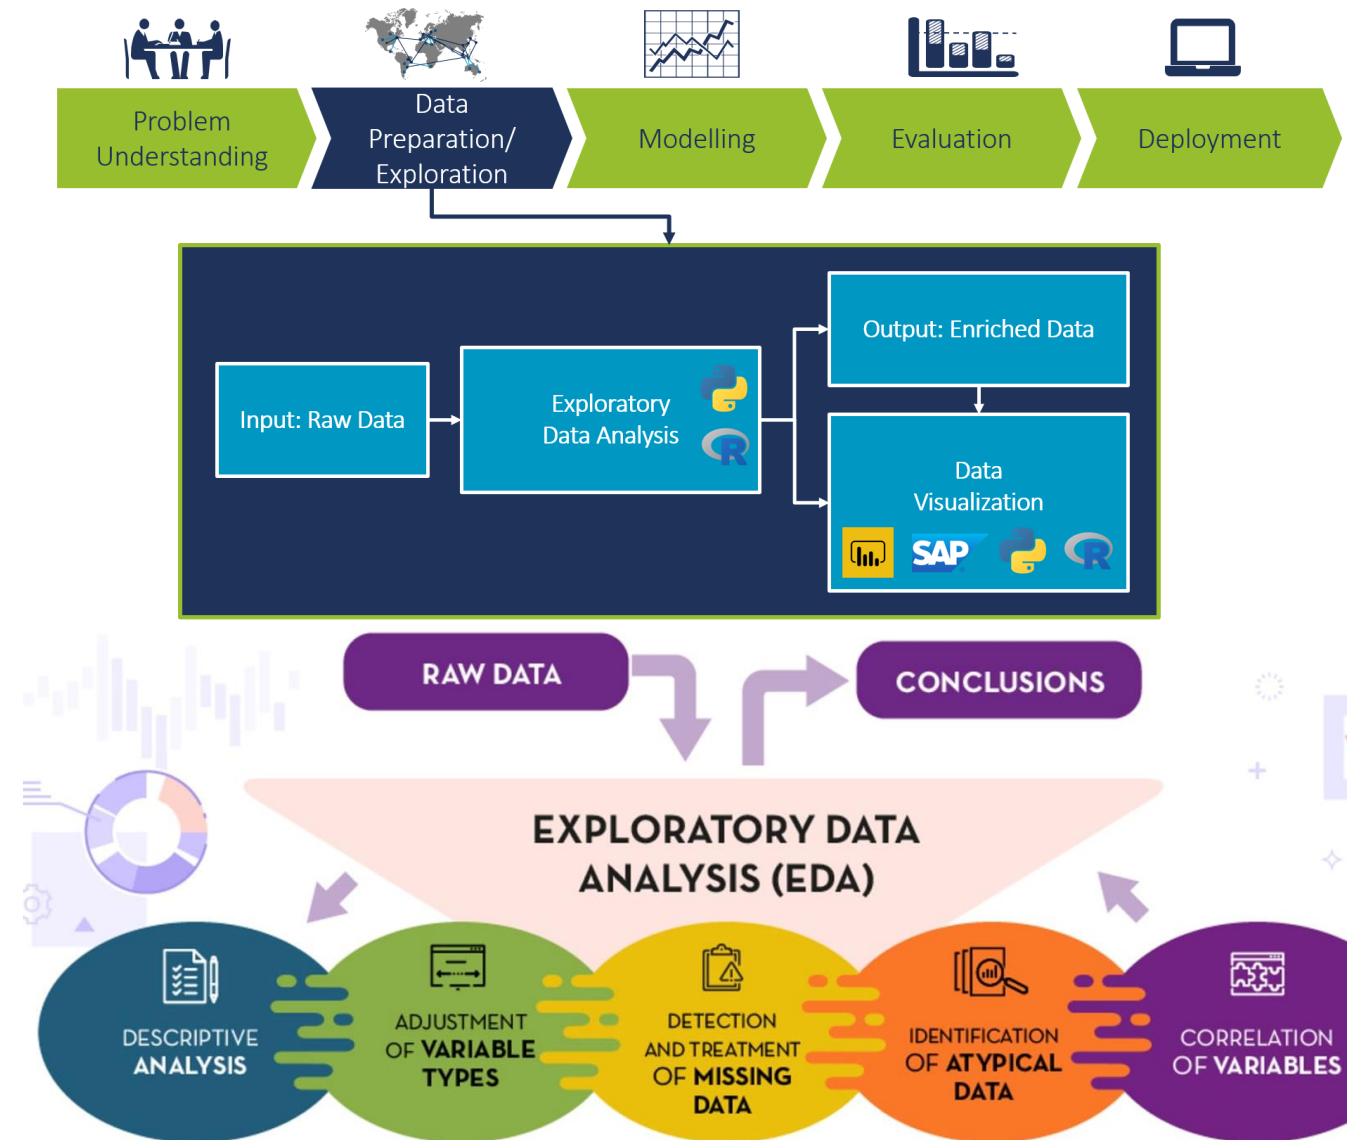 Problem
Understanding
Data
Preparation/
Exploration
Modelling
Evaluation
Deployment
Input: Raw Data
Exploratory
Data Analysis
R
Output: Enriched Data
Data
Visualization
SAP
R
RAW DATA
CONCLUSIONS
EXPLORATORY DATA
ANALYSIS (EDA)
DESCRIPTIVE
ANALYSIS
ADJUSTMENT
OF VARIABLE
TYPES
DETECTION
AND TREATMENT
OF MISSING
DATA
IDENTIFICATION
OF ATYPICAL
DATA
CORRELATION
OF VARIABLES